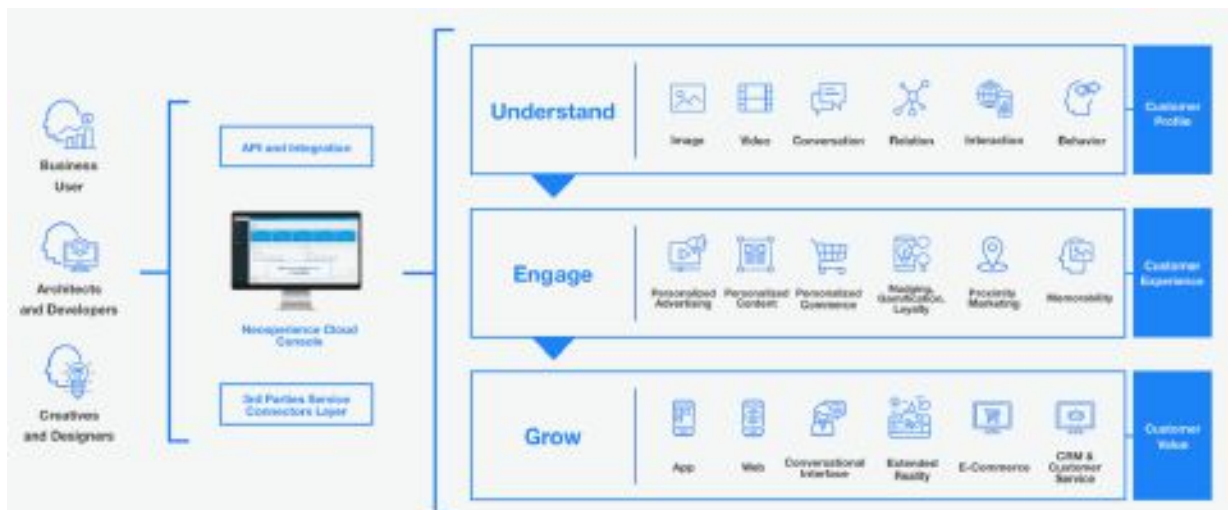 Business
User
Architects
and Developers
Creatives
and Designers
API and Integration
Neosperience Cloud
Console
3rd Parties Service
Connectors Layer
Understand
Image
Video
Conversation
Relation
Interaction
Behavior
Customer
Profile
Engage
Personalized
Advertising
Personalized
Content
Personalized
Commerce
Nudging,
Gamification,
Loyalty
Proximity
Marketing
Memorability
Customer
Experience
Grow
App
Web
Conversational
Interface
Extended
Reality
E-Commerce
CRM &
Customer
Service
Customer
Value